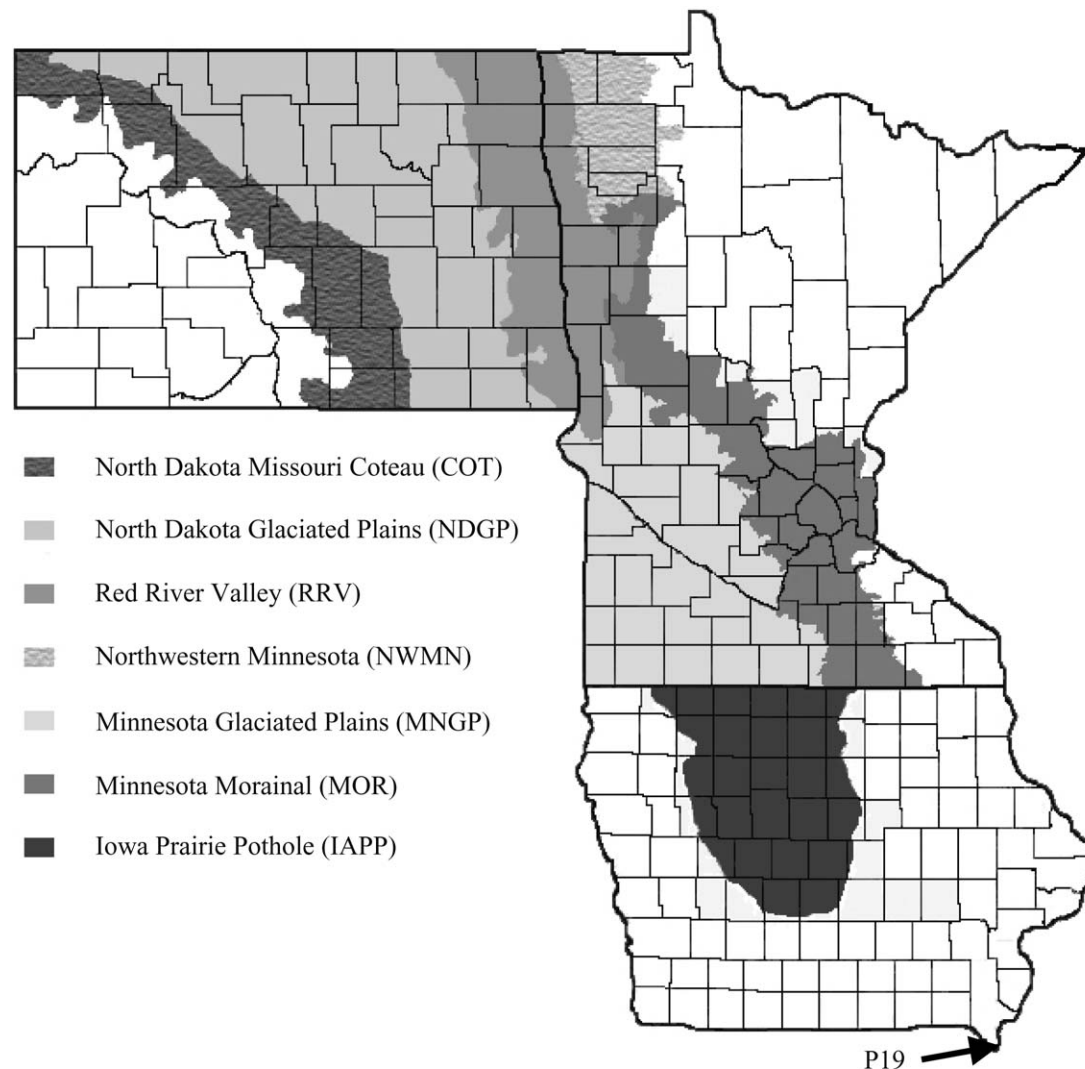 North Dakota Missouri Coteau (COT)
North Dakota Glaciated Plains (NDGP)
Red River Valley (RRV)
Northwestern Minnesota (NWMN)
Minnesota Glaciated Plains (MNGP)
Minnesota Morainal (MOR)
Iowa Prairie Pothole (IAPP)
P19